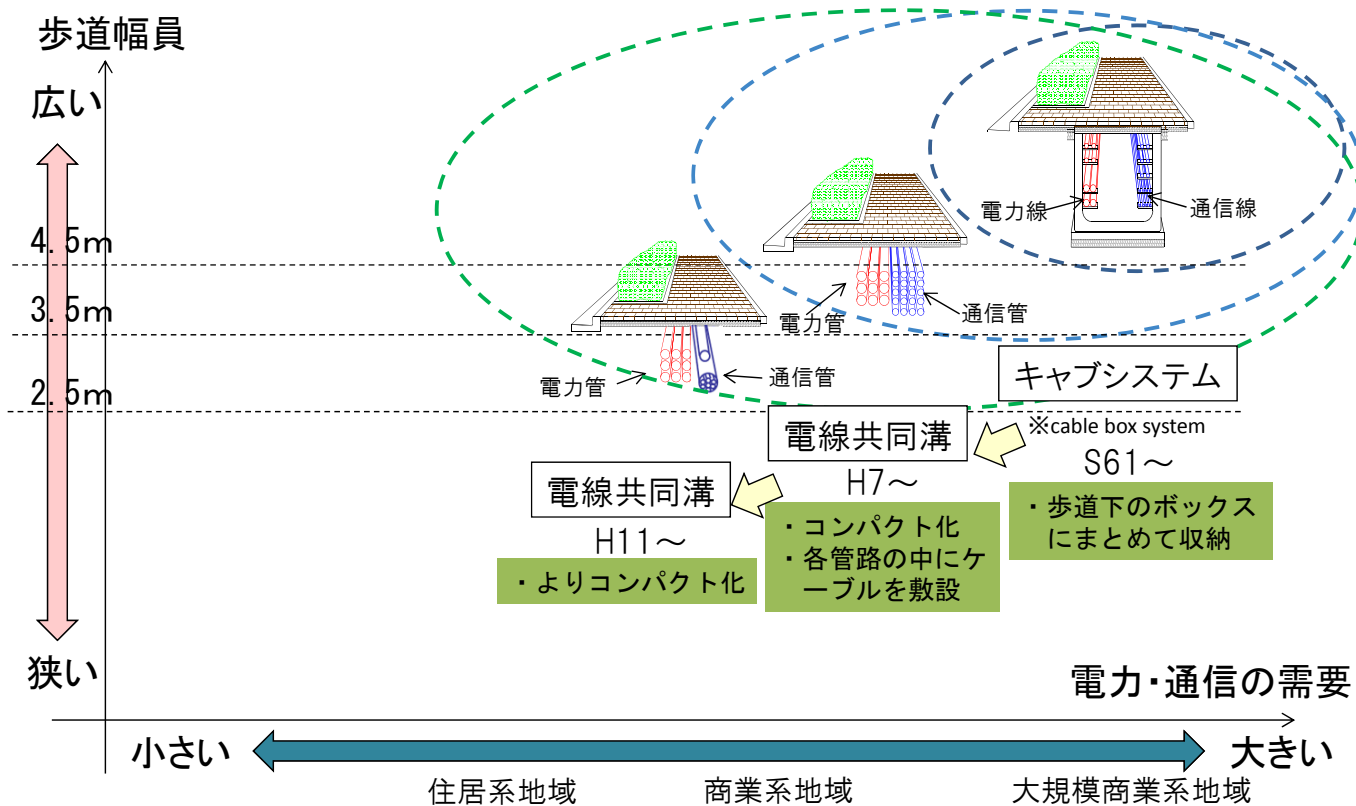 歩道幅員
広い
電力線
通信線
4.5ｍ
電力管
通信管
3.5ｍ
電力管
通信管
キャブシステム
2.5ｍ
※cable box system
電線共同溝
S61～
電線共同溝
H7～
・歩道下のボックス
にまとめて収納
・コンパクト化
・各管路の中にケ
ーブルを敷設
H11～
・よりコンパクト化
狭い
電力・通信の需要
小さい
大きい
住居系地域
商業系地域
大規模商業系地域